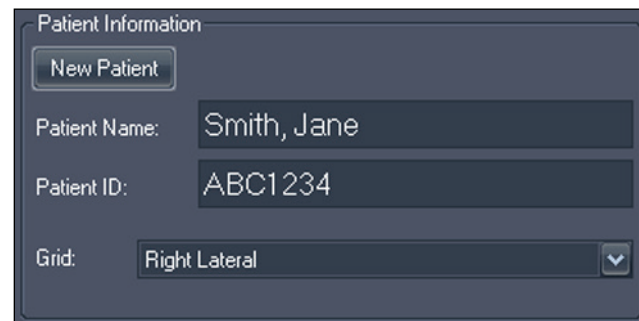 Patient Information
New Patient
Patient Name: Smith, Jane
Patient ID: ABC1234
Grid: Right Lateral